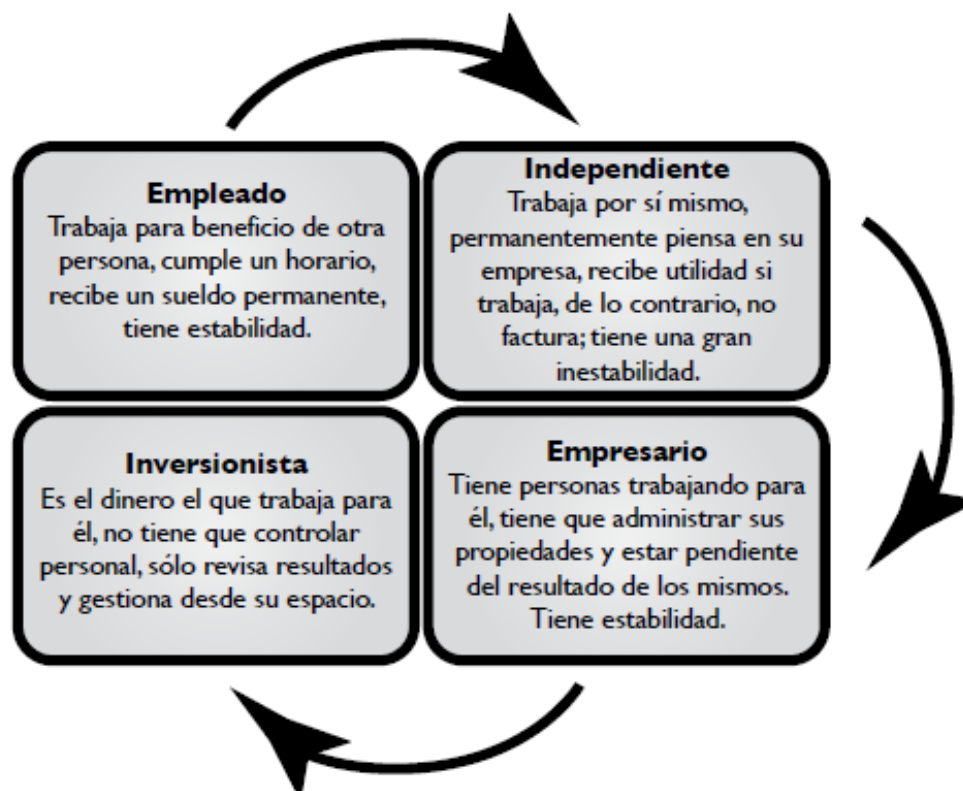 Empleado
Trabaja para beneficio de otra
persona, cumple un horario,
recibe un sueldo permanente,
tiene estabilidad.
Independiente
Trabaja por sí mismo,
permanentemente piensa en su
empresa, recibe utilidad si
trabaja, de lo contrario, no
factura; tiene una gran
inestabilidad.
Inversionista
Es el dinero el que trabaja para
él, no tiene que controlar
personal, sólo revisa resultados
y gestiona desde su espacio.
Empresario
Tiene personas trabajando para
él, tiene que administrar sus
propiedades y estar pendiente
del resultado de los mismos.
Tiene estabilidad.